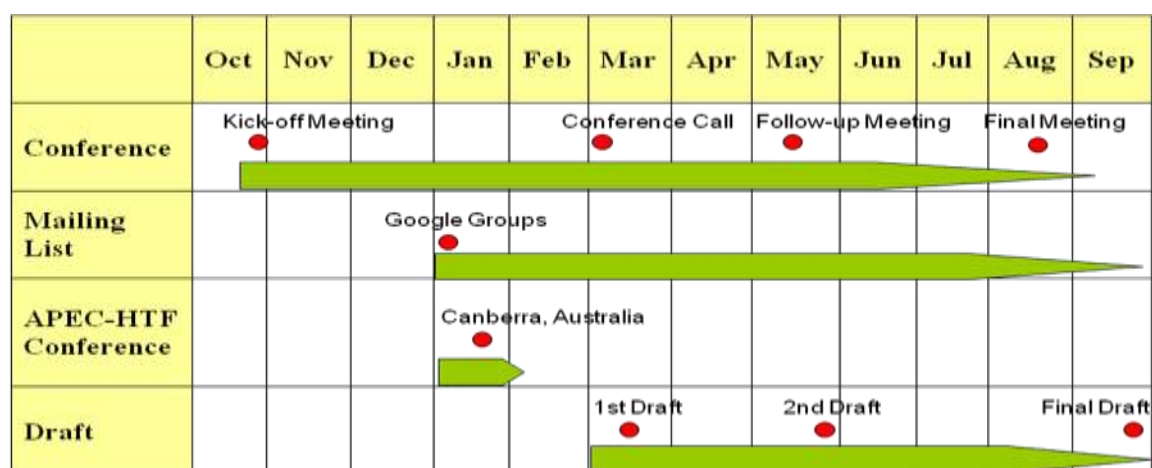 Oct Nov Dec Jan Feb Mar Apr May Jun Jul Aug Sep
Kick-off Meeting Conference Call Follow-up Meeting Final Meeting
Conference
Mailing
List
Google Groups
APEC-HTF
Conference
Canberra, Australia
1st Draft 2nd Draft Final Draft
Draft